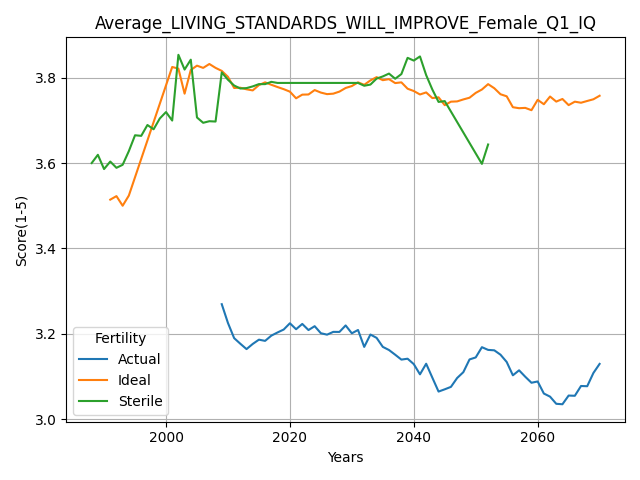 Average_LIVING_STANDARDS_WILL_IMPROVE_Female_Q1_IQ
Score(1-5)
3.8
3.6
3.4
3.2
3.0
Fertility
Actual
Ideal
Sterile
2000
2020
2040
2060
Years